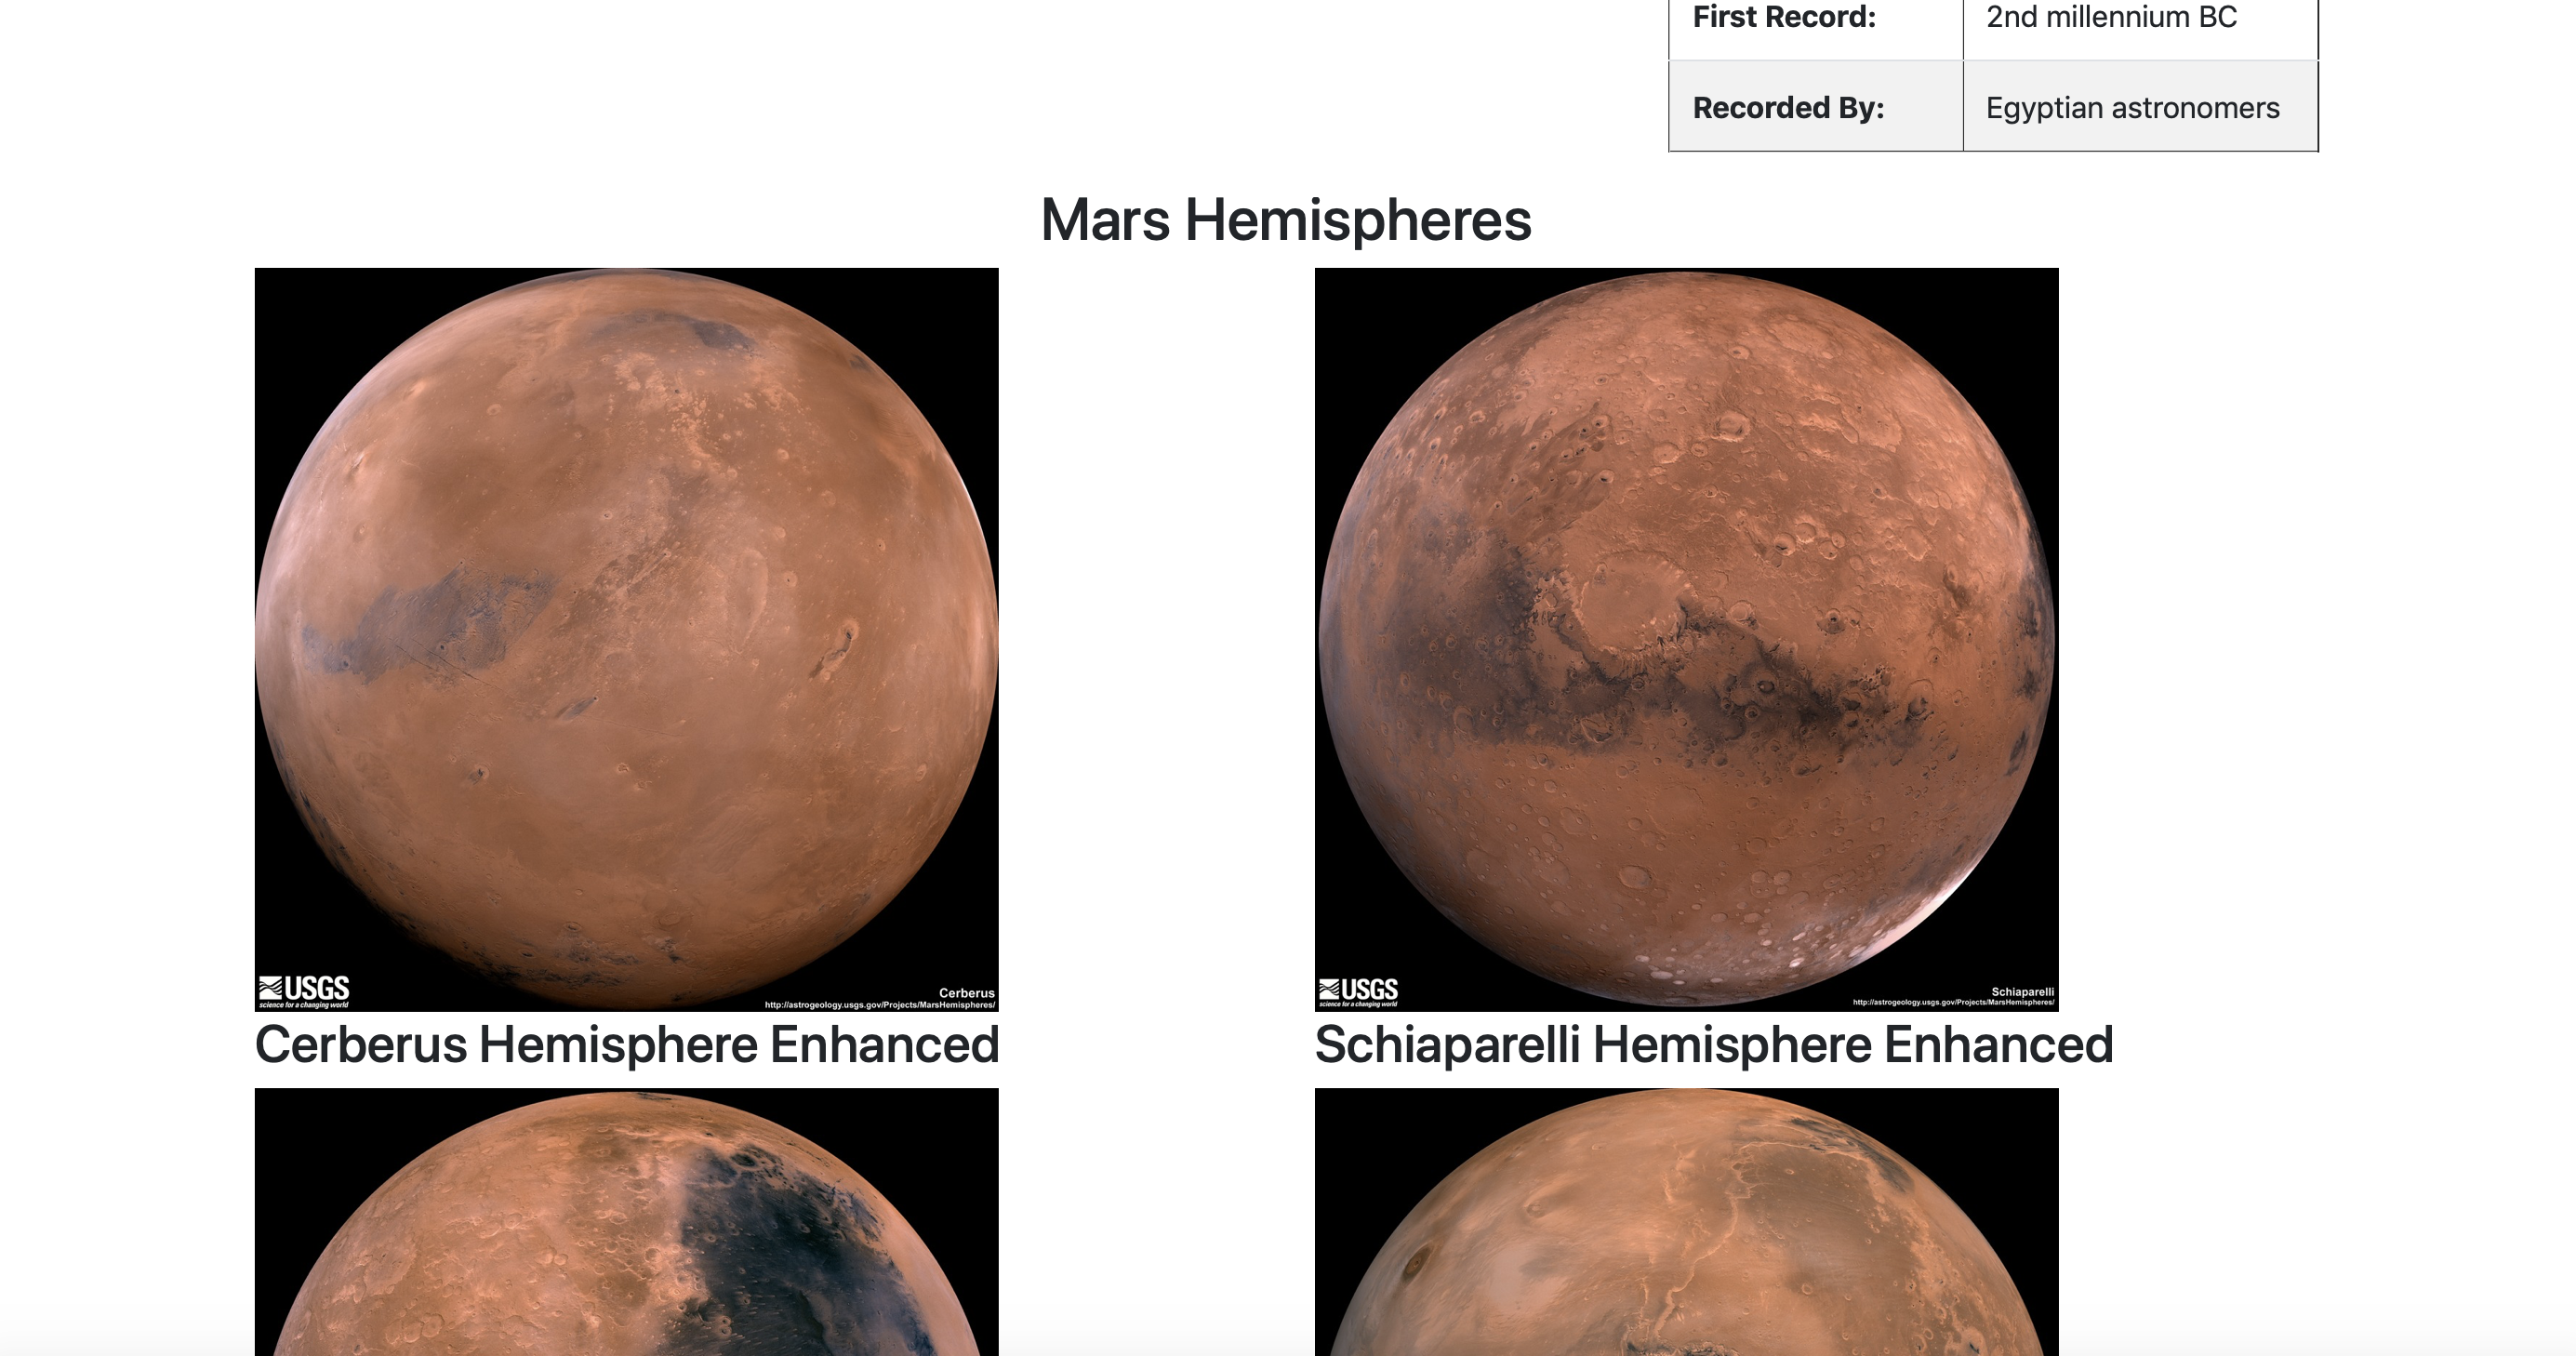 First Record: 2nd millennium BC
Recorded By: Egyptian astronomers
Mars Hemispheres
USGS
science for a changing world
Cerberus
http://astrogeology.usgs.gov/Projects/MarsHemispheres/
USGS
science for a changing world
Schiaparelli
http://astrogeology.usgs.gov/Projects/MarsHemispheres/
Cerberus Hemisphere Enhanced
Schiaparelli Hemisphere Enhanced